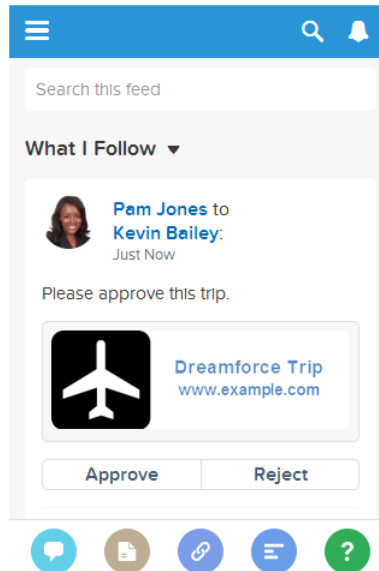 Search this feed
What I Follow
Pam Jones to
Kevin Bailey:
Just Now
Please approve this trip.
Dreamforce Trip
www.example.com
Approve Reject
?